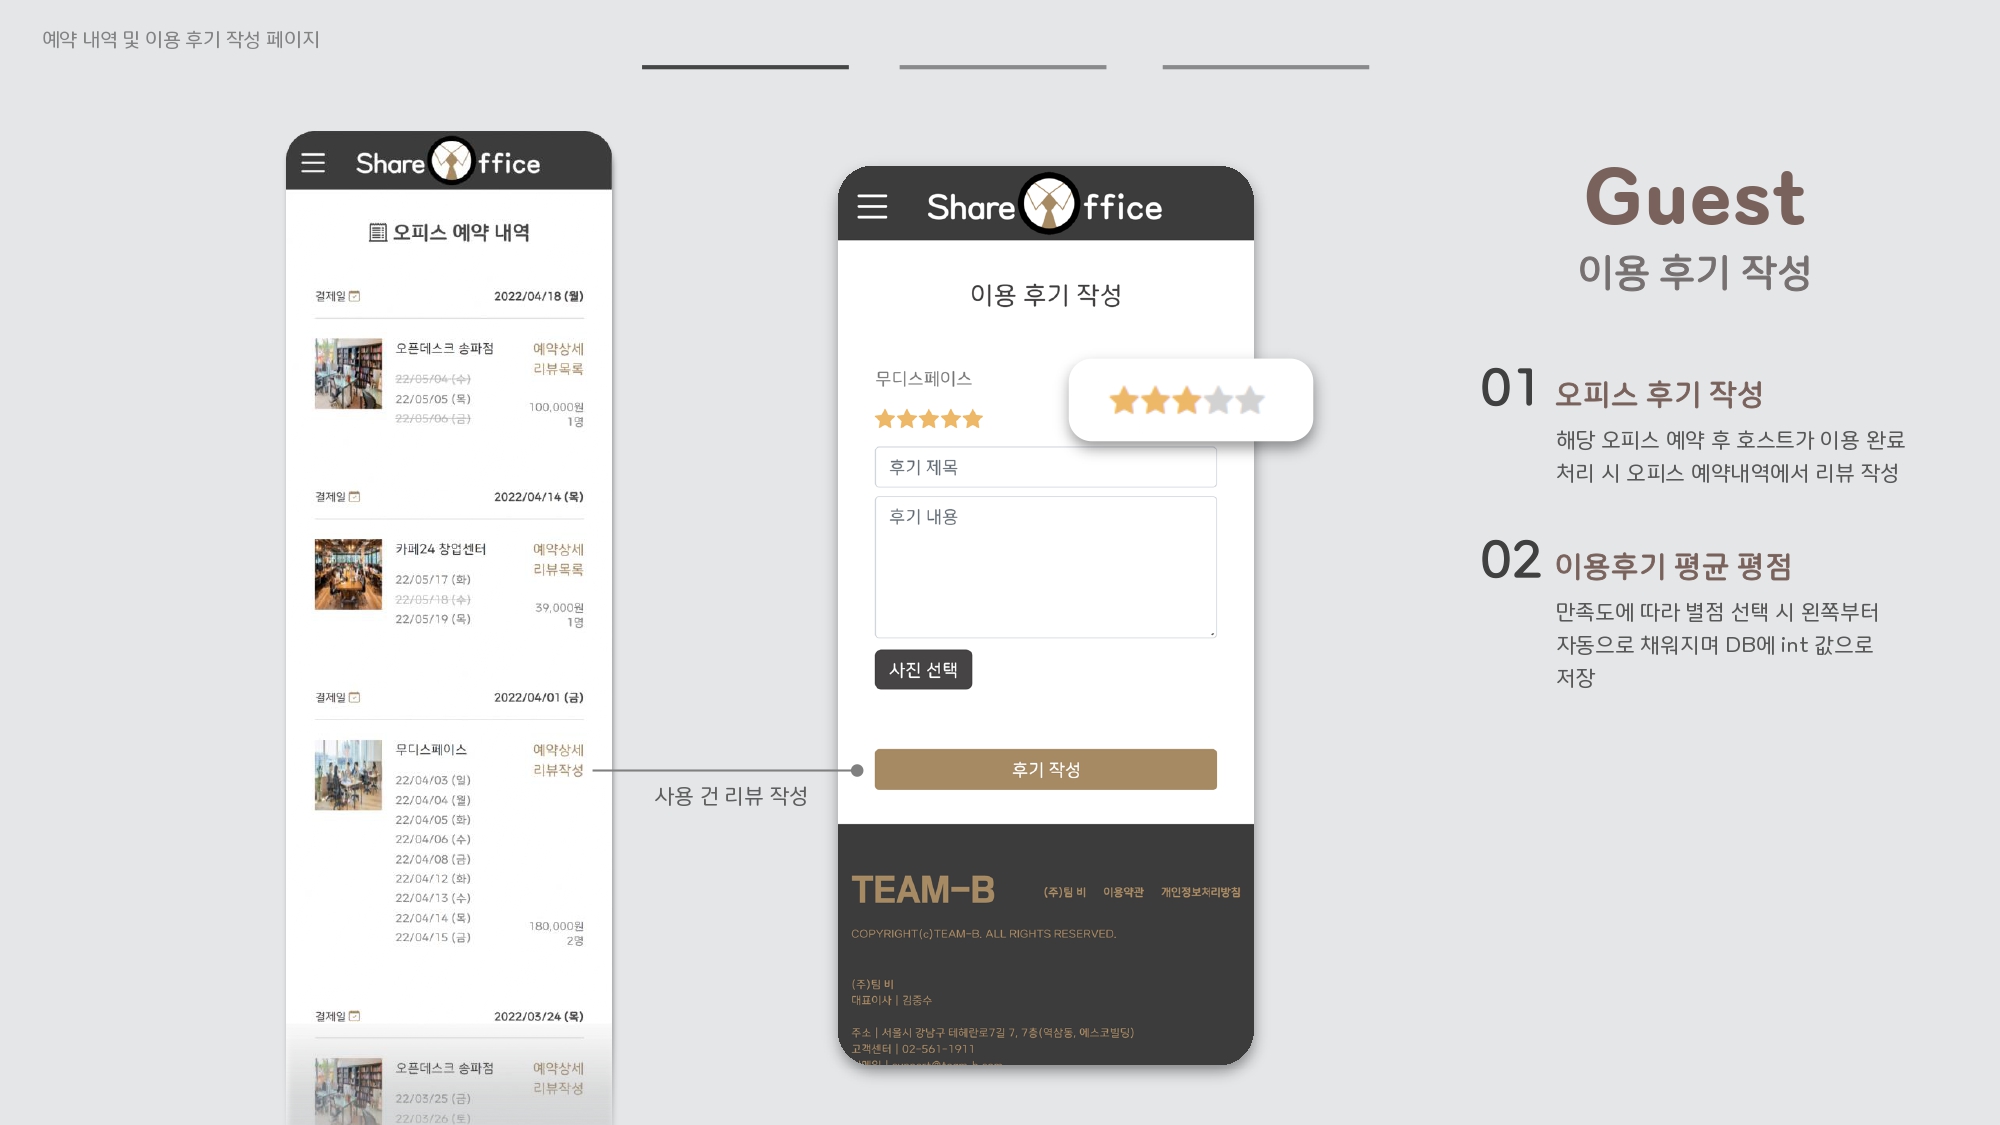 예약 내역 및 이용 후기 작성 페이지
Share ffice
오피스 예약 내역
결제일 2022/04/18 (월)
오픈데스크 송파점 예약상세
리뷰목록
22/05/04 (수)
22/05/05 (목)
22/05/06 (금)
100,000원
1명
결제일 2022/04/14 (목)
카페24 창업센터 예약상세
리뷰목록
22/05/17 (화)
22/05/18 (수)
22/05/19 (목)
39,000원
1명
결제일 2022/04/01 (금)
무디스페이스 예약상세
리뷰작성
22/04/03 (일)
22/04/04 (월)
22/04/05 (화)
22/04/06 (수)
22/04/08 (금)
22/04/12 (화)
22/04/13 (수)
22/04/14 (목)
22/04/15 (금)
180,000원
2명
결제일 2022/03/24 (목)
오픈데스크 송파점 예약상세
리뷰작성
22/03/25 (금)
22/03/26 (토)
사용 건 리뷰 작성
Share ffice
이용 후기 작성
무디스페이스
후기 제목
후기 내용
사진 선택
후기 작성
TEAM-B (주)팀 비 이용약관 개인정보처리방침
COPYRIGHT(c)TEAM-B. ALL RIGHTS RESERVED.
(주)팀 비
대표이사 | 김중수
주소 | 서울시 강남구 테헤란로7길 7, 7층(역삼동, 에스코빌딩)
고객센터 | 02-561-1911
Guest
이용 후기 작성
01 오피스 후기 작성
해당 오피스 예약 후 호스트가 이용 완료
처리 시 오피스 예약내역에서 리뷰 작성
02 이용후기 평균 평점
만족도에 따라 별점 선택 시 왼쪽부터
자동으로 채워지며 DB에 int 값으로
저장